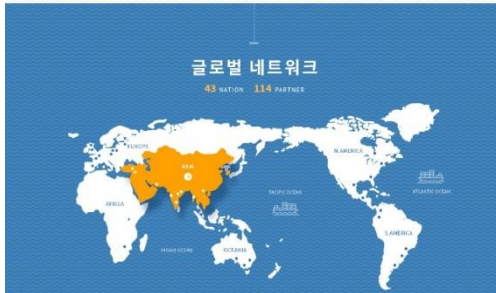 글로벌 네트워크
43 NATION 114 PARTNER
EUROPE
ASIA
N.AMERICA
AFRICA
PACIFIC OCEAN
ATLANTIC OCEAN
INDIAN OCEAN
OCEANIA
S.AMERICA